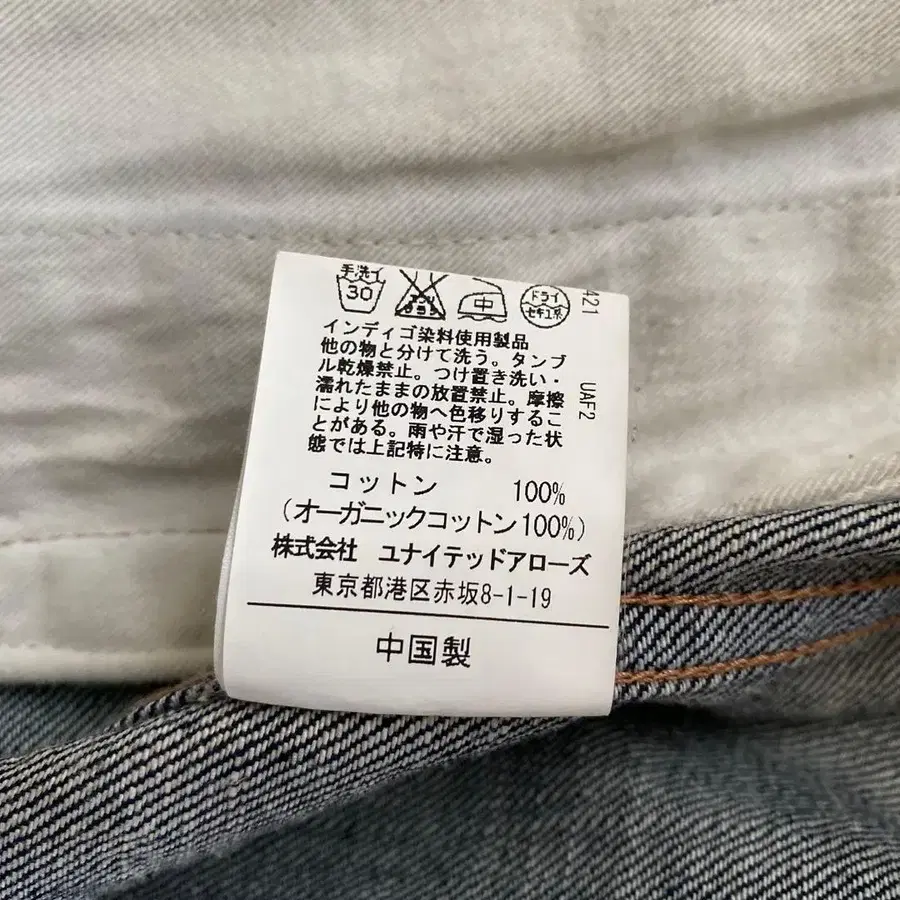 手洗イ
30
エンソ
サラシ
中
ドライ
セキユ系
421
UAF2
インディゴ染料使用製品
他の物と分けて洗う。タンブ
ル乾燥禁止。つけ置き洗い・
濡れたままの放置禁止。摩擦
により他の物へ色移りするこ
とがある。雨や汗で湿った状
態では上記特に注意。
コットン 100%
(オーガニックコットン100%)
株式会社 ユナイテッドアローズ
東京都港区赤坂8-1-19
中国製